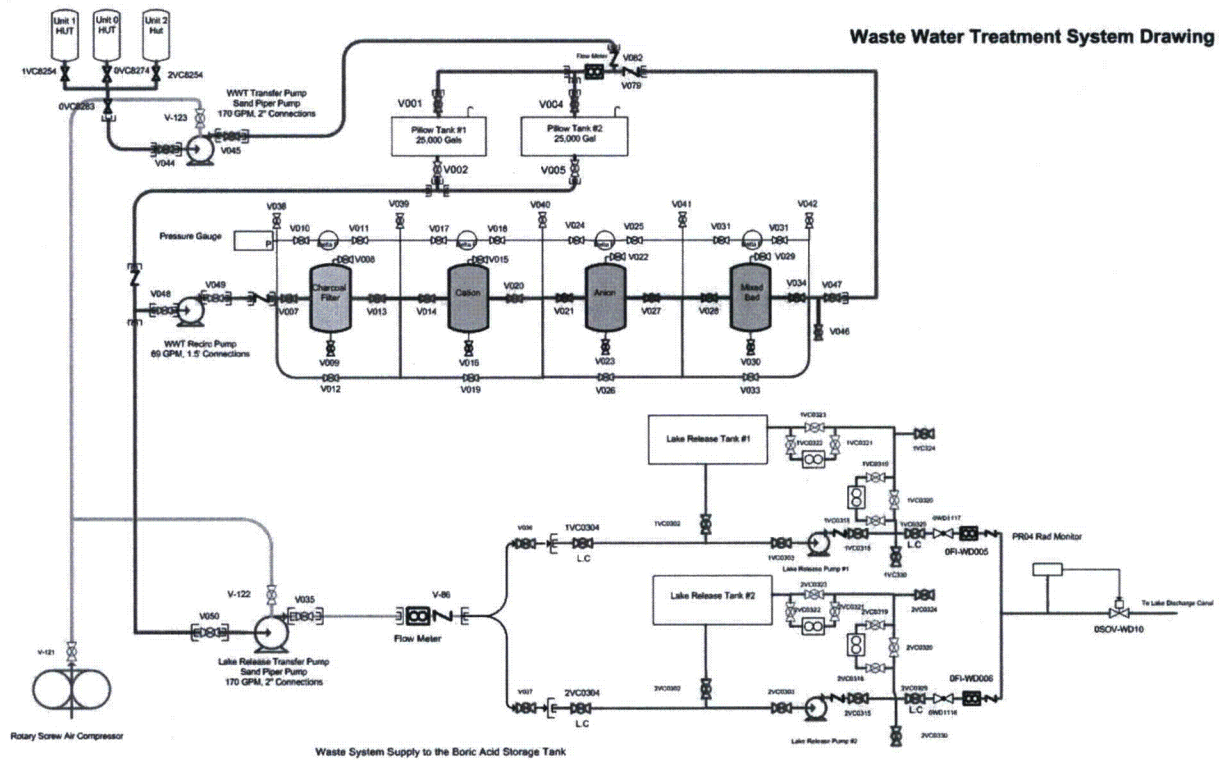 Waste Water Treatment System Drawing
Unit 1
HUT
Unit 0
HUT
Unit 2
Hut
1VC8254
0VC8274
2VC8254
0VC8283
V-123
WWT Transfer Pump
Sand Piper Pump
170 GPM, 2" Connections
V044
V045
Flow Meter
V082
V079
V001
V004
Pillow Tank #1
25,000 Gals
Pillow Tank #2
25,000 Gal
V002
V005
V038
V039
V040
V041
V042
V010
V011
V017
V018
V024
V025
V031
V031
Pressure Gauge
P
V008
V015
V022
V029
Charcoal
Filter
Cation
Anion
Mixed
Bed
V048
V049
V007
V013
V014
V020
V021
V027
V028
V034
V047
V046
WWT Recirc Pump
69 GPM, 1.5' Connections
V009
V016
V023
V030
V012
V019
V026
V033
Lake Release Tank #1
1VC0323
1VC0322
1VC0321
1VC324
1VC0319
1VC0320
1VC0302
1VC0318
1VC0304
L.C
V036
1VC0303
1VC0315
1VC0329
L.C
0WD1117
0FI-WD005
PR04 Rad Monitor
Lake Release Pump #1
1VC330
Lake Release Tank #2
2VC0323
2VC0322
2VC0321
2VC0319
2VC0324
2VC0320
2VC0318
To Lake Discharge Canal
0SOV-WD10
V-122
V035
V-86
V050
Flow Meter
Lake Release Transfer Pump
Sand Piper Pump
170 GPM, 2" Connections
V-121
V037
2VC0304
L.C
2VC0302
2VC0303
2VC0315
2VC0329
L.C
0WD1118
0FI-WD006
Lake Release Pump #2
2VC0330
Rotary Screw Air Compressor
Waste System Supply to the Boric Acid Storage Tank